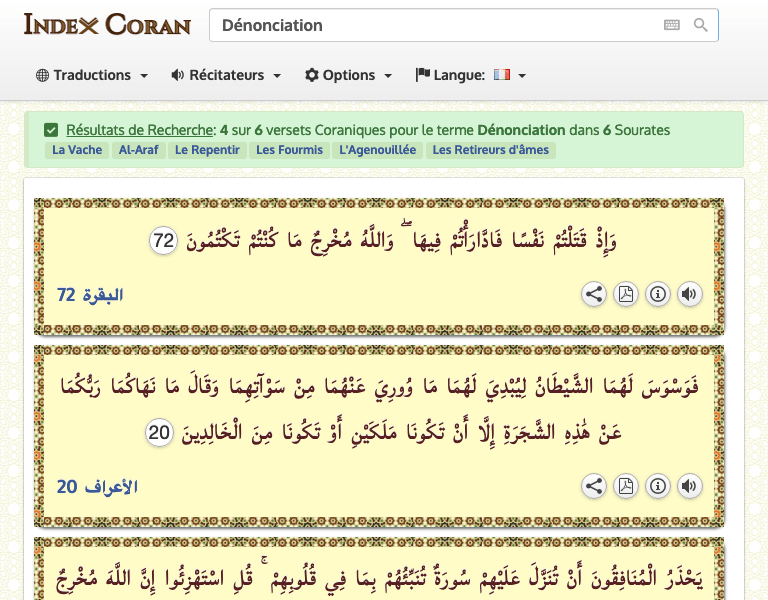 Index Coran
Dénonciation
Traductions Récitateurs Options Langue:
Résultats de Recherche: 4 sur 6 versets Coraniques pour le terme Dénonciation dans 6 Sourates
La Vache Al-Araf Le Repentir Les Fourmis L'Agenouillée Les Retireurs d'âmes
وَإِذْ قَتَلْتُمْ نَفْسًا فَادَّارَأْتُمْ فِيهَا ۖ وَاللَّهُ مُخْرِجٌ مَا كُنْتُمْ تَكْتُمُونَ 72
البقرة 72
فَوَسْوَسَ لَهُمَا الشَّيْطَانُ لِيُبْدِيَ لَهُمَا مَا وُورِيَ عَنْهُمَا مِنْ سَوْآتِهِمَا وَقَالَ مَا نَهَاكُمَا رَبُّكُمَا
عَنْ هَٰذِهِ الشَّجَرَةِ إِلَّا أَنْ تَكُونَا مَلَكَيْنِ أَوْ تَكُونَا مِنَ الْخَالِدِينَ 20
الأعراف 20
يَحْذَرُ الْمُنَافِقُونَ أَنْ تُنَزَّلَ عَلَيْهِمْ سُورَةٌ تُنَبِّئُهُمْ بِمَا فِي قُلُوبِهِمْ ۚ قُلِ اسْتَهْزِئُوا إِنَّ اللَّهَ مُخْرِجٌ